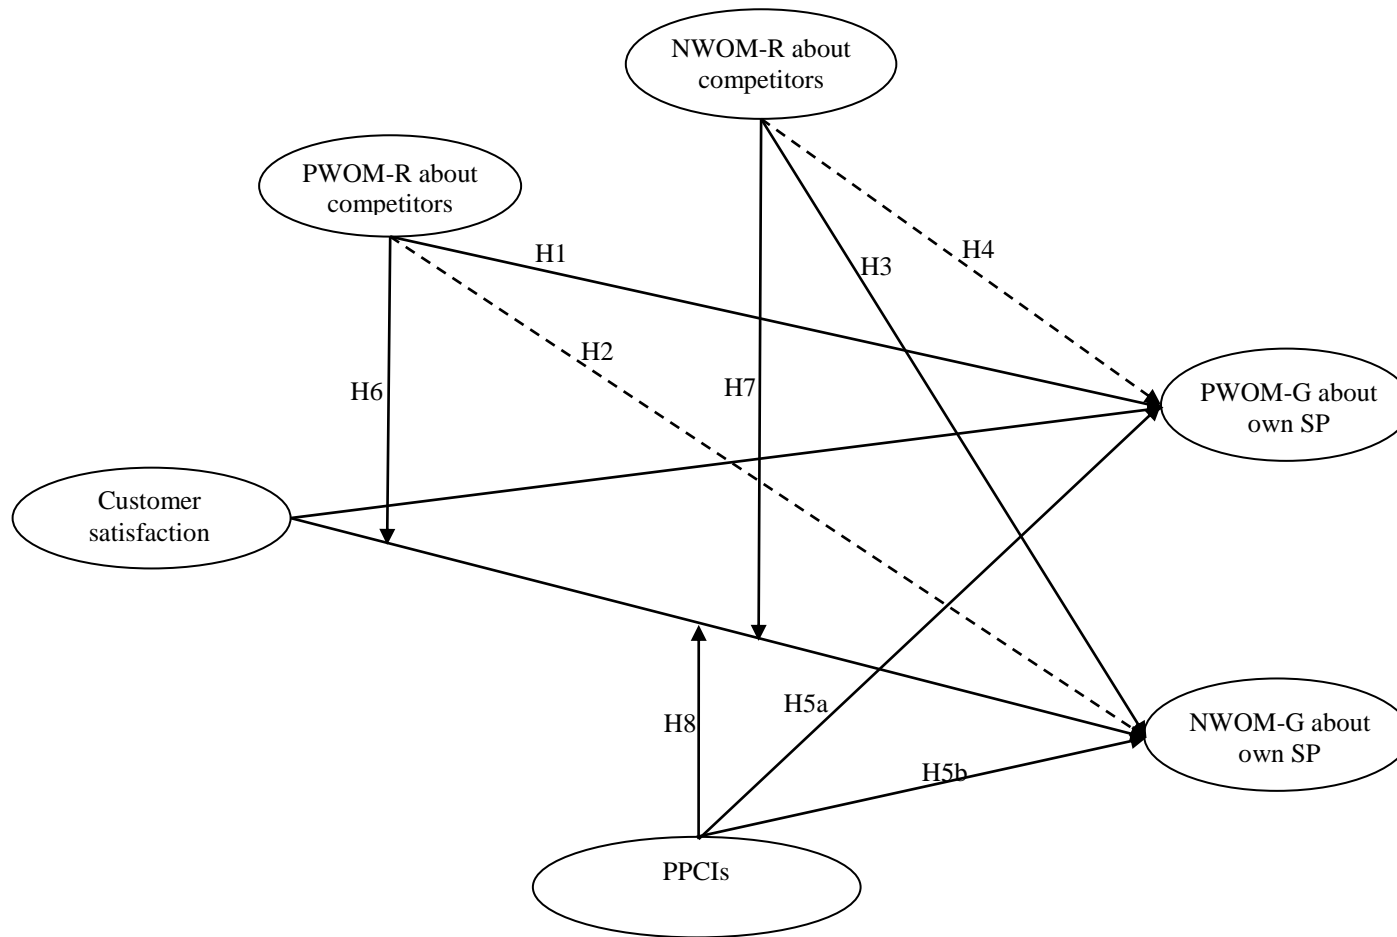 NWOM-R about
competitors
PWOM-R about
competitors
H1
H4
H3
H2
H6
H7
PWOM-G about
own SP
Customer
satisfaction
H5a
H8
NWOM-G about
own SP
H5b
PPCIs